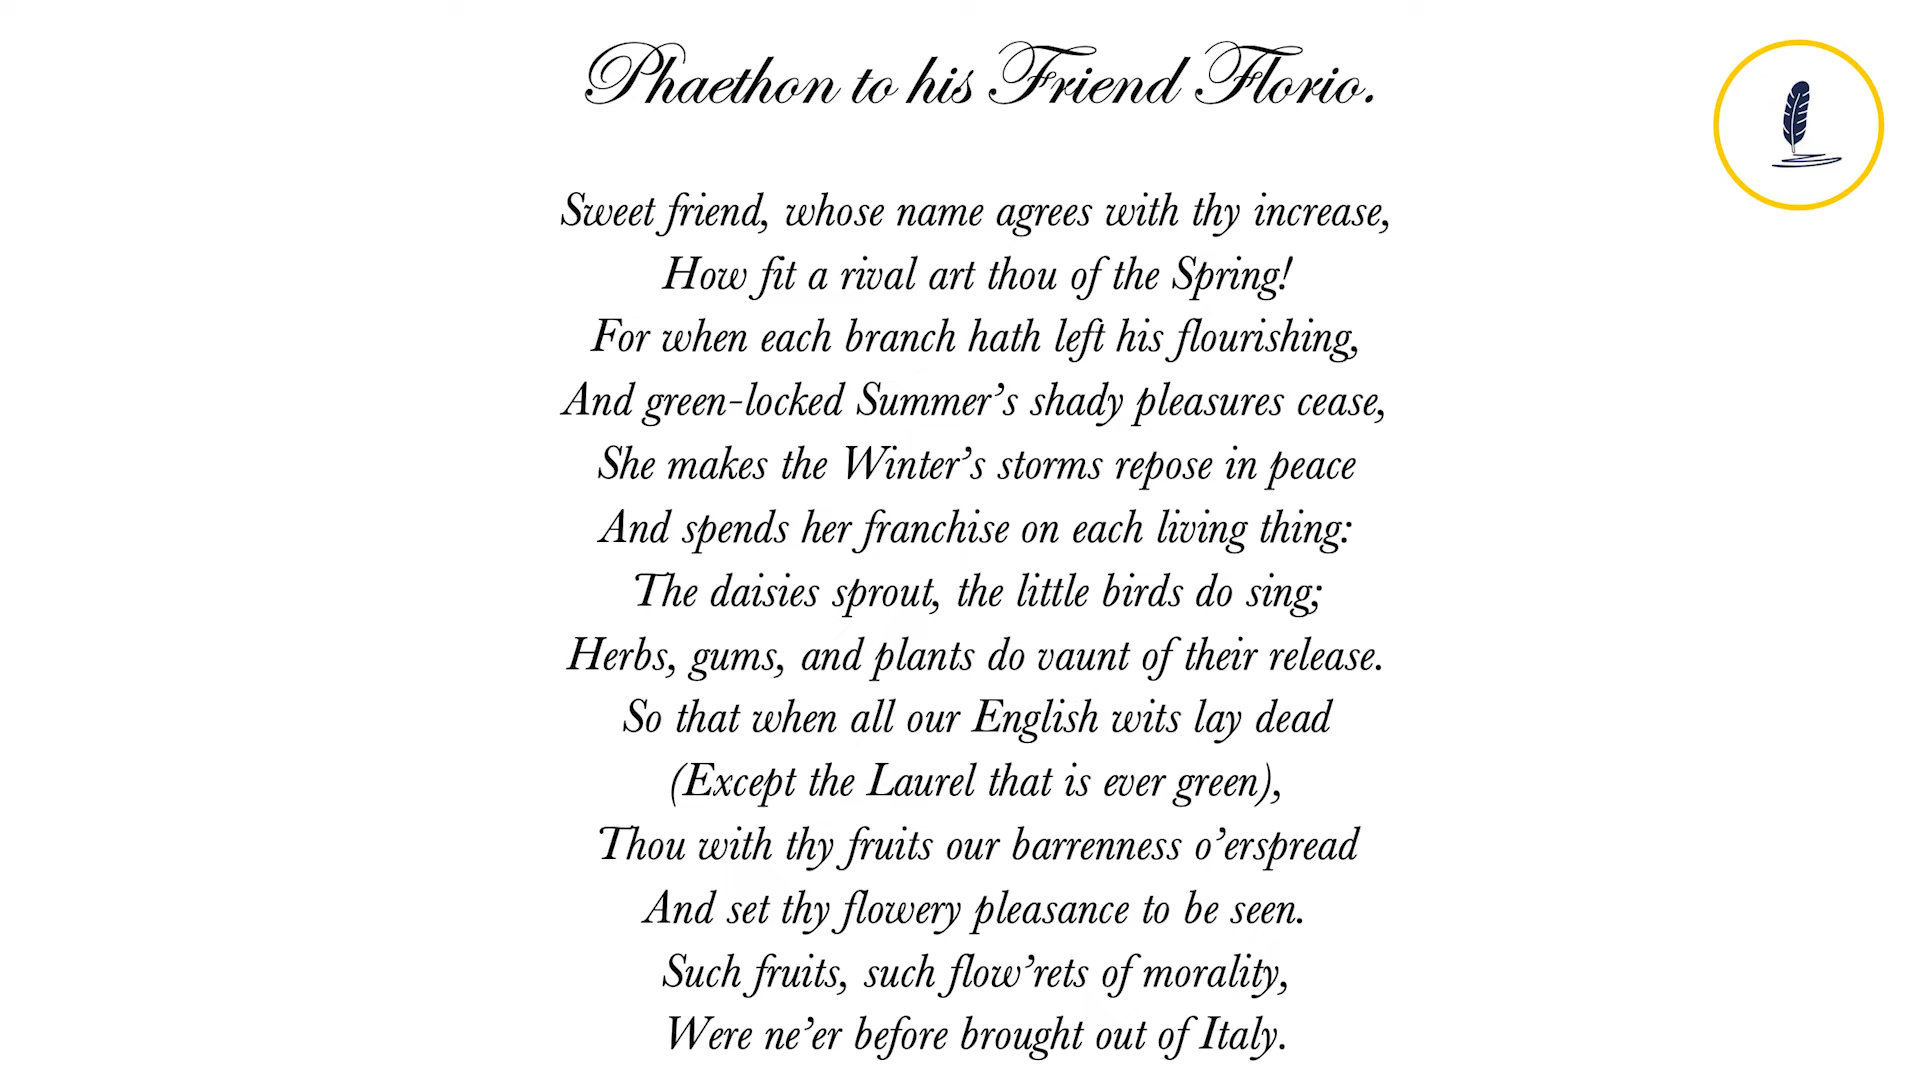 Phaethon to his Friend Florio.
Sweet friend, whose name agrees with thy increase,
How fit a rival art thou of the Spring!
For when each branch hath left his flourishing,
And green-locked Summer’s shady pleasures cease,
She makes the Winter’s storms repose in peace
And spends her franchise on each living thing:
The daisies sprout, the little birds do sing;
Herbs, gums, and plants do vaunt of their release.
So that when all our English wits lay dead
(Except the Laurel that is ever green),
Thou with thy fruits our barrenness o’erspread
And set thy flowery pleasance to be seen.
Such fruits, such flow’rets of morality,
Were ne’er before brought out of Italy.